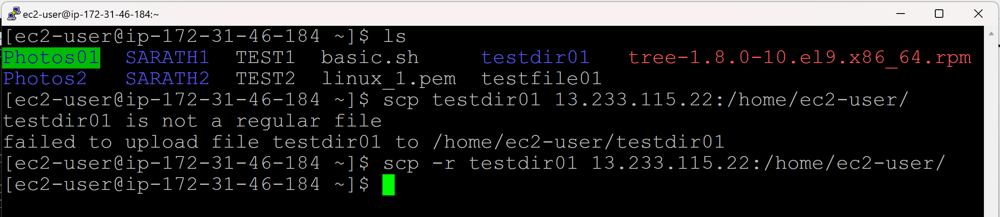 ec2-user@ip-172-31-46-184:~
[ec2-user@ip-172-31-46-184 ~]$ ls
Photos01  SARATH1  TEST1  basic.sh     testdir01   tree-1.8.0-10.el9.x86_64.rpm
Photos2   SARATH2  TEST2  linux_1.pem  testfile01
[ec2-user@ip-172-31-46-184 ~]$ scp testdir01 13.233.115.22:/home/ec2-user/
testdir01 is not a regular file
failed to upload file testdir01 to /home/ec2-user/testdir01
[ec2-user@ip-172-31-46-184 ~]$ scp -r testdir01 13.233.115.22:/home/ec2-user/
[ec2-user@ip-172-31-46-184 ~]$